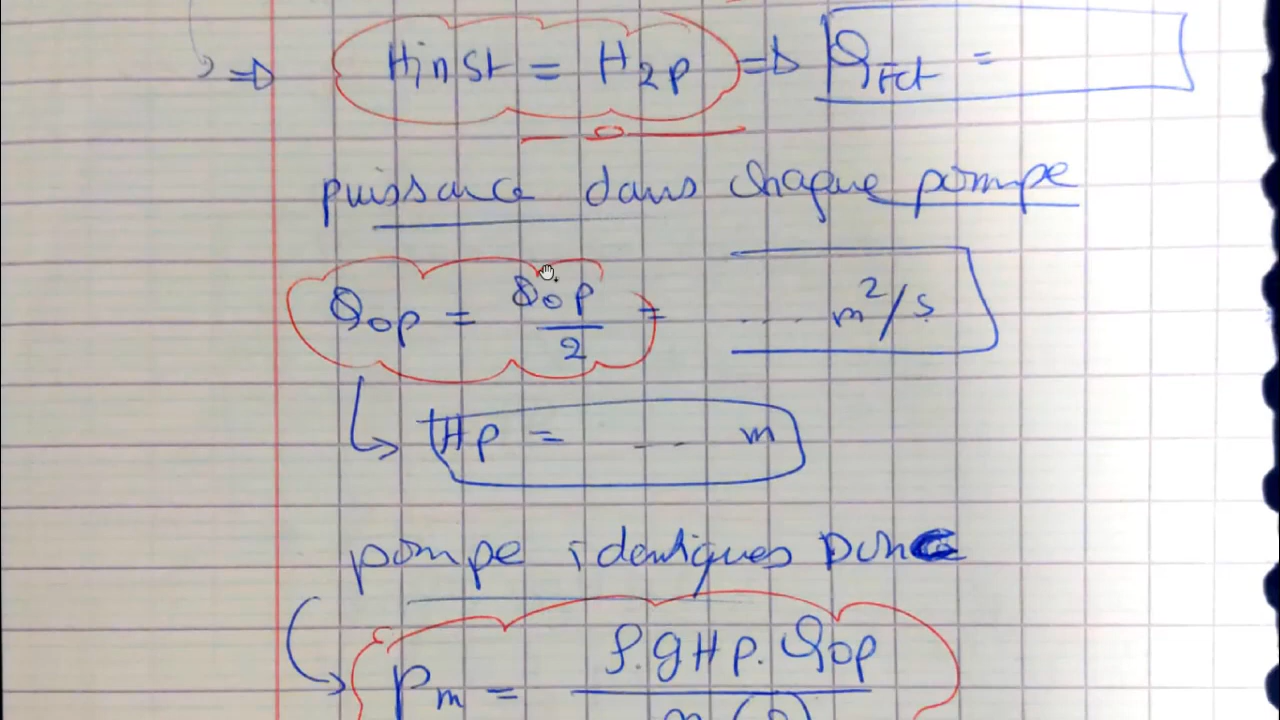 ⇒ Hinst = H2p ⇒ QFct =
puissance dans chaque pompe
Qop = Qop/2 = ... m²/s
Hp = ... m
pompe identiques Donc
Pm = ρ.gHp.Qop